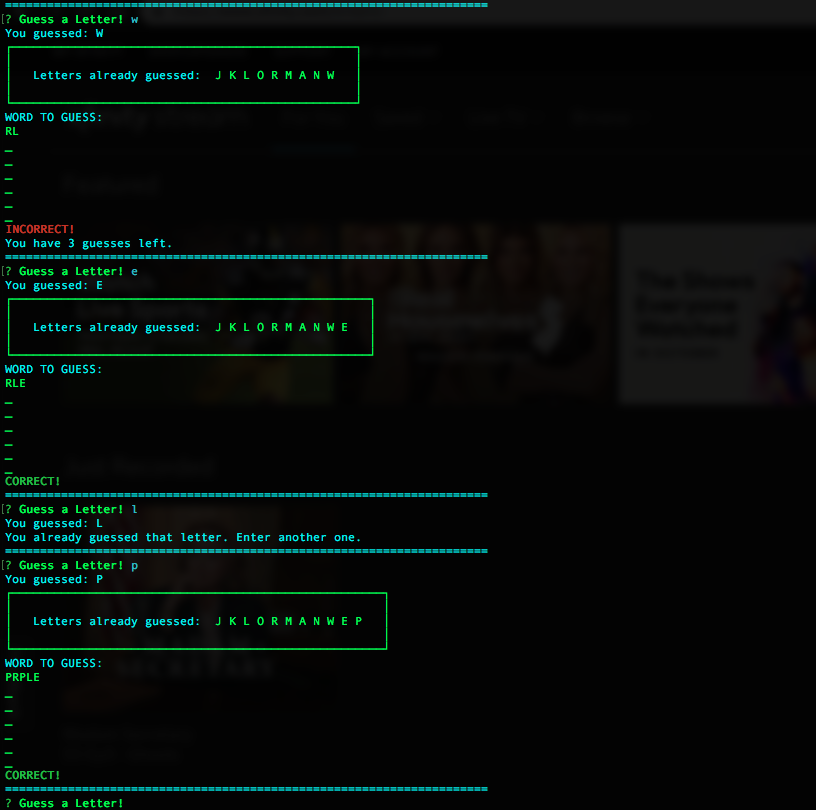 ======================================================================
? Guess a Letter! w
You guessed: W
Letters already guessed:  J K L O R M A N W
WORD TO GUESS:
RL
_
_
_
_
_
_
INCORRECT!
You have 3 guesses left.
======================================================================
? Guess a Letter! e
You guessed: E
Letters already guessed:  J K L O R M A N W E
WORD TO GUESS:
RLE
_
_
_
_
_
_
CORRECT!
======================================================================
? Guess a Letter! l
You guessed: L
You already guessed that letter. Enter another one.
======================================================================
? Guess a Letter! p
You guessed: P
Letters already guessed:  J K L O R M A N W E P
WORD TO GUESS:
PRPLE
_
_
_
_
_
_
CORRECT!
======================================================================
? Guess a Letter!